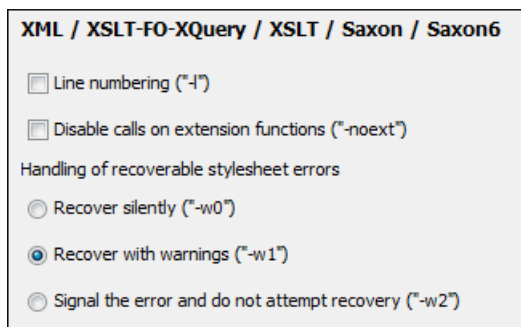 XML / XSLT-FO-XQuery / XSLT / Saxon / Saxon6
Line numbering ("-l")
Disable calls on extension functions ("-noext")
Handling of recoverable stylesheet errors
Recover silently ("-w0")
Recover with warnings ("-w1")
Signal the error and do not attempt recovery ("-w2")